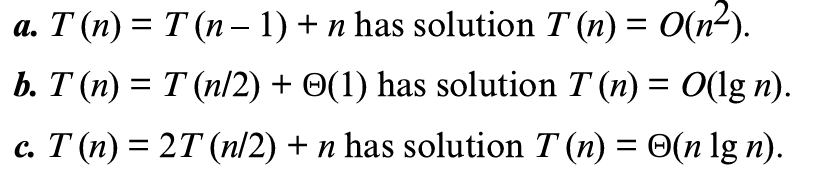 a. T (n) = T (n – 1) + n has solution T (n) = O(n²).
b. T (n) = T (n/2) + Θ(1) has solution T (n) = O(lg n).
c. T (n) = 2T (n/2) + n has solution T (n) = Θ(n lg n).